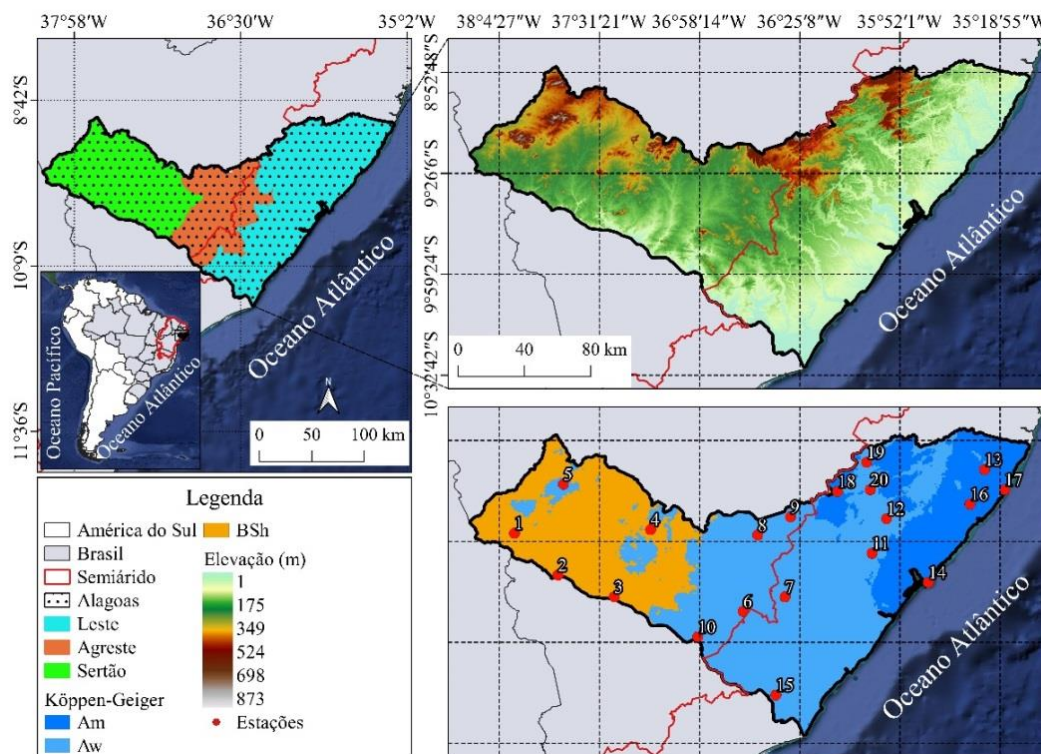 37°58"W 36°30"W 35°2"W
8°42"S
10°9"S
11°36"S
Oceano Atlântico
Oceano Pacífico
Oceano Atlântico
N
0 50 100 km
38°4'27"W 37°31'21"W 36°58'14"W 36°25'8"W 35°52'1"W 35°18'55"W
8°52'48"S
9°26'6"S
9°59'24"S
10°32'42"S
Oceano Atlântico
0 40 80 km
Legenda
América do Sul
Brasil
Semiárido
Alagoas
Leste
Agreste
Sertão
Köppen-Geiger
Am
Aw
BSh
Elevação (m)
1
175
349
524
698
873
Estações
19
13
5
18
20
17
16
9
12
1
4
8
11
2
14
3
7
6
10
15
Oceano Atlântico